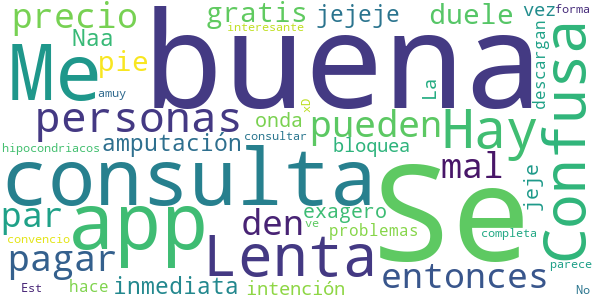 precio
gratis
jejeje
duele
vez
forma
Naa
interesante
Me
pie
buena
descargan
amuy
La
xD
personas
onda
consultar
pueden
Hay
Confusa
hipocondriacos
amputación
bloquea
consulta
Se
mal
jeje
par
app
den
exagero
problemas
ve
convencio
pagar
Lenta
entonces
completa
parece
Est
hace
inmediata
intención
No